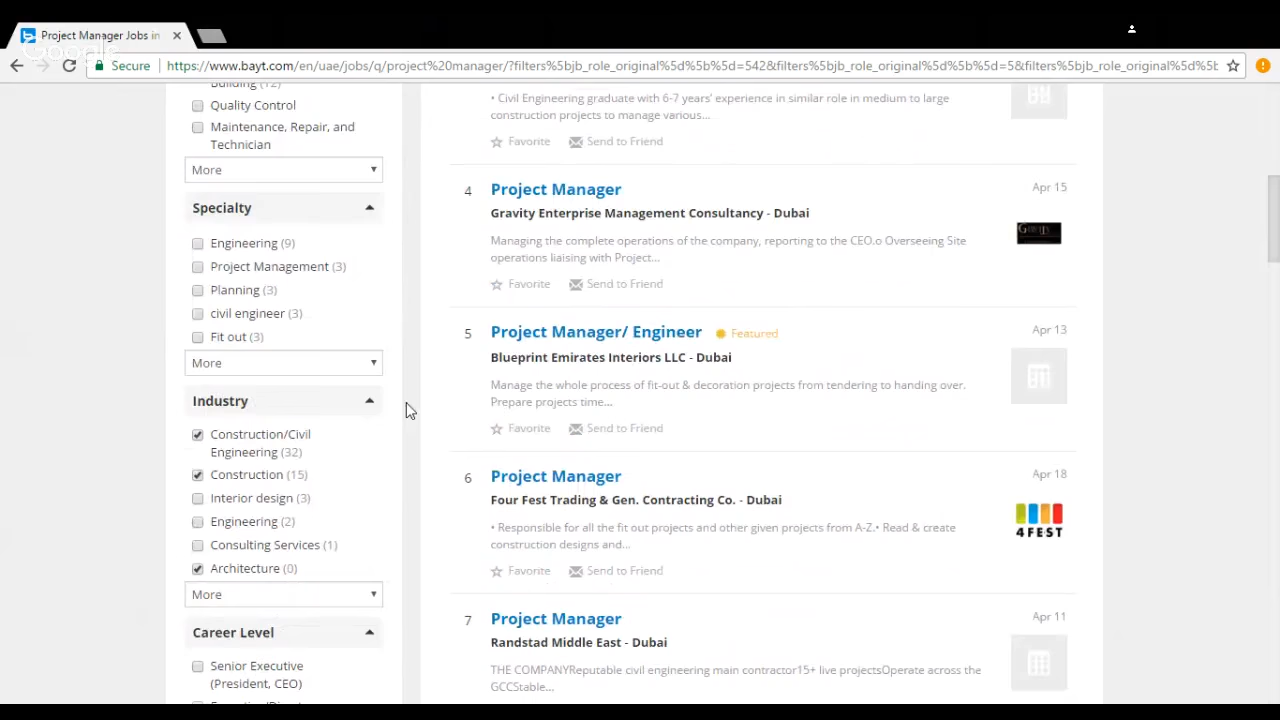 Project Manager Jobs in
Google
Secure
https://www.bayt.com/en/uae/jobs/q/project%20manager/?filters%5bjb_role_original%5d%5b%5d=542&filters%5bjb_role_original%5d%5b%5d=5&filters%5bjb_role_original%5d%5b
Building (12)
Quality Control
Maintenance, Repair, and
Technician
More
Specialty
Engineering (9)
Project Management (3)
Planning (3)
civil engineer (3)
Fit out (3)
More
Industry
Construction/Civil
Engineering (32)
Construction (15)
Interior design (3)
Engineering (2)
Consulting Services (1)
Architecture (0)
More
Career Level
Senior Executive
(President, CEO)
• Civil Engineering graduate with 6-7 years' experience in similar role in medium to large
construction projects to manage various...
Favorite Send to Friend
4 Project Manager Apr 15
Gravity Enterprise Management Consultancy - Dubai
Managing the complete operations of the company, reporting to the CEO.o Overseeing Site
operations liaising with Project...
Favorite Send to Friend
5 Project Manager/ Engineer Featured Apr 13
Blueprint Emirates Interiors LLC - Dubai
Manage the whole process of fit-out & decoration projects from tendering to handing over.
Prepare projects time...
Favorite Send to Friend
6 Project Manager Apr 18
Four Fest Trading & Gen. Contracting Co. - Dubai
• Responsible for all the fit out projects and other given projects from A-Z.• Read & create
construction designs and...
4FEST
Favorite Send to Friend
7 Project Manager Apr 11
Randstad Middle East - Dubai
THE COMPANYReputable civil engineering main contractor15+ live projectsOperate across the
GCCStable...